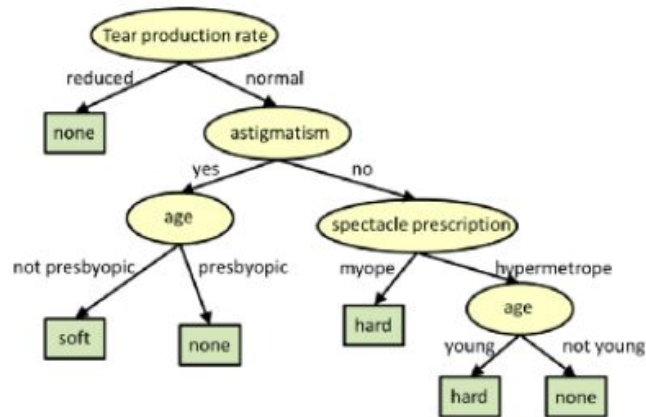 Tear production rate
reduced
normal
none
astigmatism
yes
no
age
spectacle prescription
not presbyopic
presbyopic
myope
hypermetrope
soft
none
hard
age
young
not young
hard
none